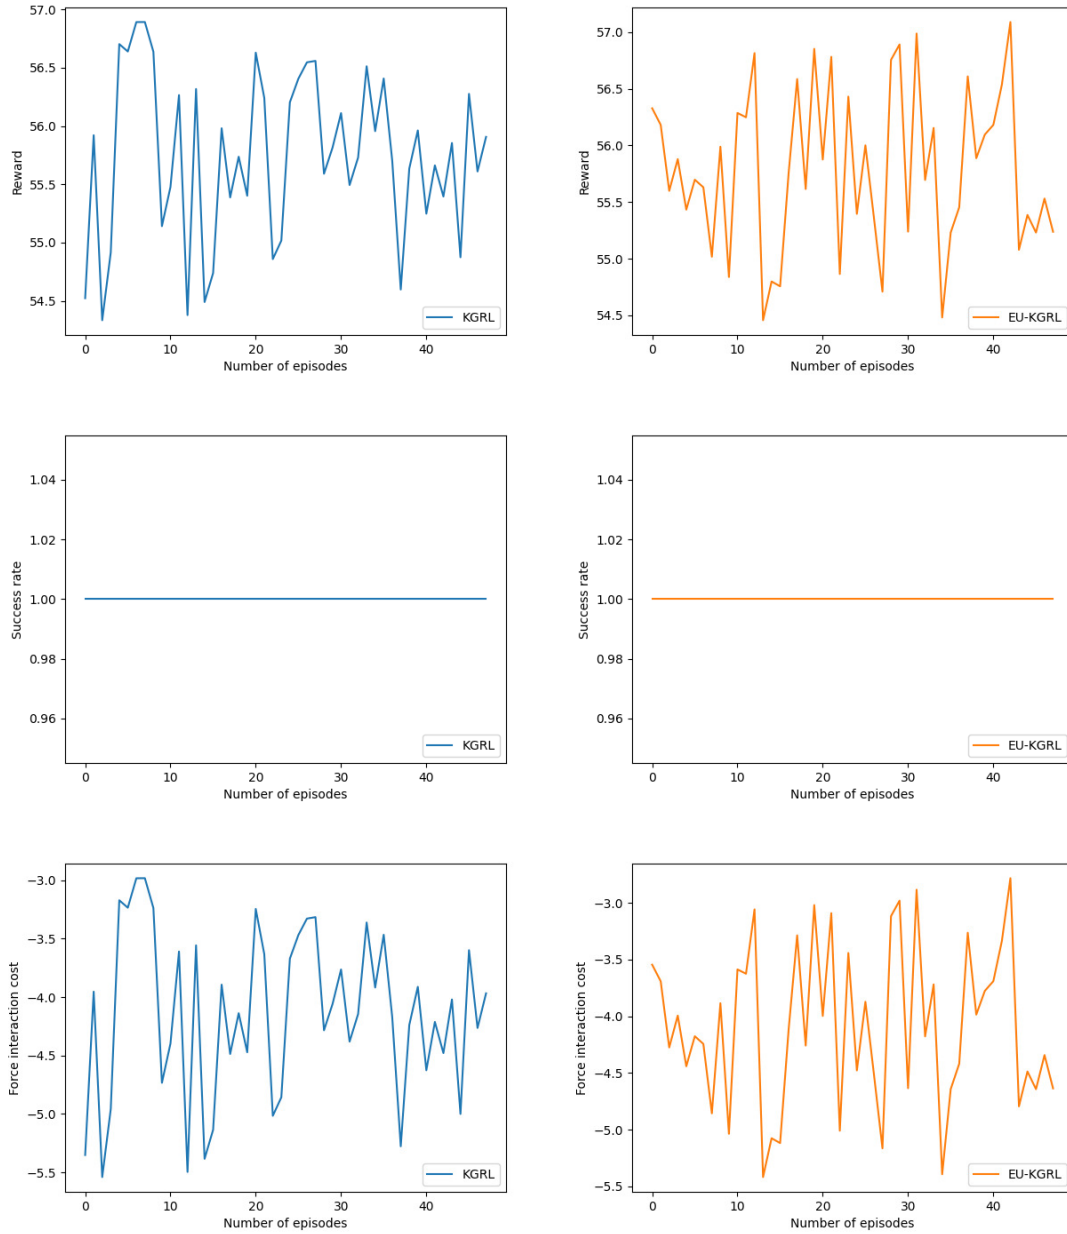 57.0
56.5
56.0
55.5
55.0
54.5
Reward
0 10 20 30 40
Number of episodes
KGRL
57.0
56.5
56.0
55.5
55.0
54.5
Reward
0 10 20 30 40
Number of episodes
EU-KGRL
1.04
1.02
1.00
0.98
0.96
Success rate
0 10 20 30 40
Number of episodes
KGRL
1.04
1.02
1.00
0.98
0.96
Success rate
0 10 20 30 40
Number of episodes
EU-KGRL
−3.0
−3.5
−4.0
−4.5
−5.0
−5.5
Force interaction cost
0 10 20 30 40
Number of episodes
KGRL
−3.0
−3.5
−4.0
−4.5
−5.0
−5.5
Force interaction cost
0 10 20 30 40
Number of episodes
EU-KGRL